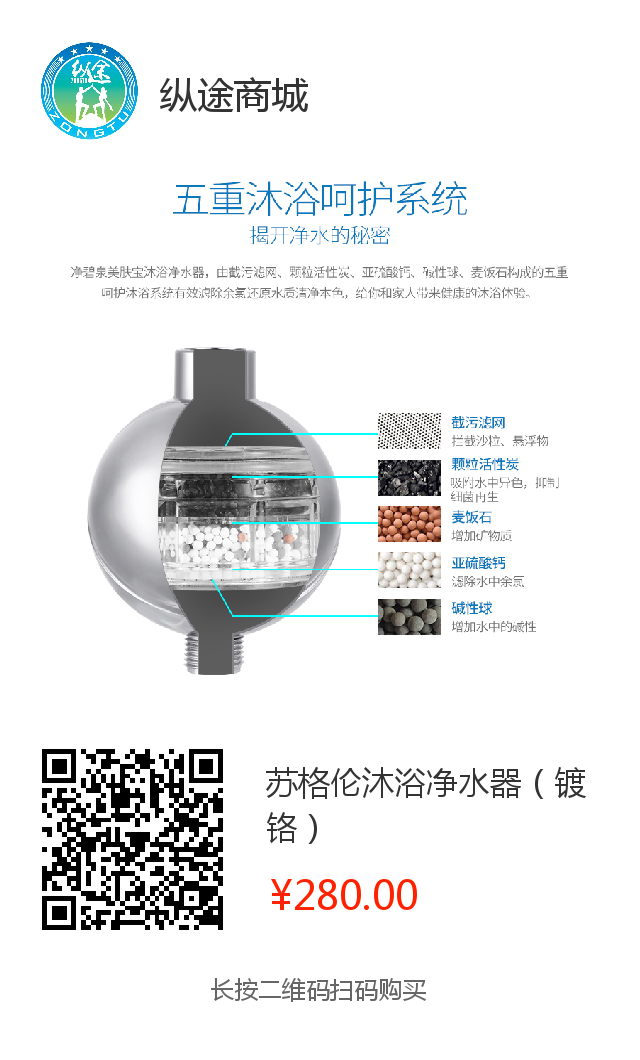 纵途
ZONGTU
ZONGTU
纵途商城
五重沐浴呵护系统
揭开净水的秘密
净碧泉美肤宝沐浴净水器，由截污滤网、颗粒活性炭、亚硫酸钙、碱性球、麦饭石构成的五重
呵护沐浴系统有效滤除余氯还原水质洁净本色，给你和家人带来健康的沐浴体验。
截污滤网
拦截沙粒、悬浮物
颗粒活性炭
吸附水中异色，抑制
细菌再生
麦饭石
增加矿物质
亚硫酸钙
滤除水中余氯
碱性球
增加水中的碱性
苏格伦沐浴净水器（镀
铬）
¥280.00
长按二维码扫码购买